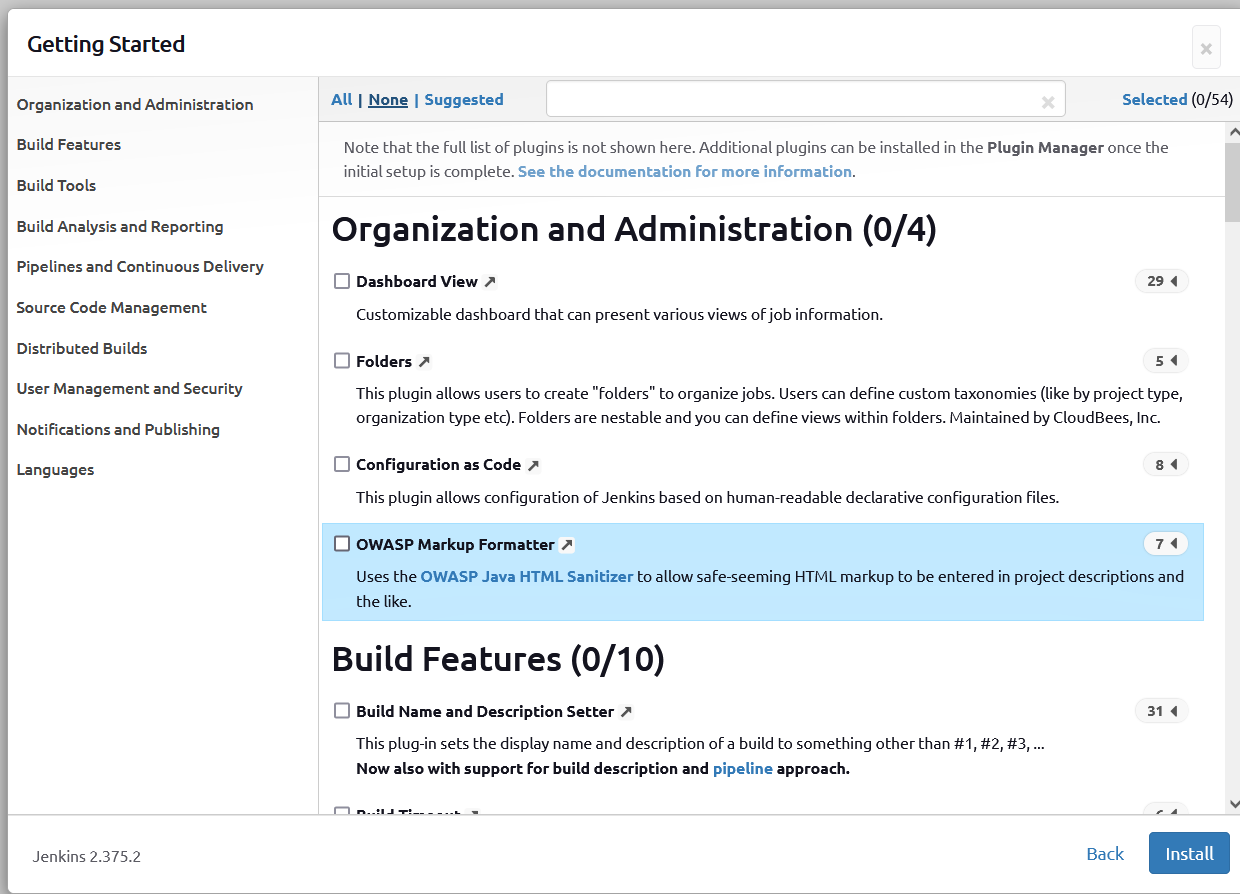 Getting Started
×
Organization and Administration
Build Features
Build Tools
Build Analysis and Reporting
Pipelines and Continuous Delivery
Source Code Management
Distributed Builds
User Management and Security
Notifications and Publishing
Languages
All | None | Suggested
×
Selected (0/54)
Note that the full list of plugins is not shown here. Additional plugins can be installed in the Plugin Manager once the
initial setup is complete. See the documentation for more information.
Organization and Administration (0/4)
Dashboard View
29
Customizable dashboard that can present various views of job information.
Folders
5
This plugin allows users to create "folders" to organize jobs. Users can define custom taxonomies (like by project type,
organization type etc). Folders are nestable and you can define views within folders. Maintained by CloudBees, Inc.
Configuration as Code
8
This plugin allows configuration of Jenkins based on human-readable declarative configuration files.
OWASP Markup Formatter
7
Uses the OWASP Java HTML Sanitizer to allow safe-seeming HTML markup to be entered in project descriptions and
the like.
Build Features (0/10)
Build Name and Description Setter
31
This plug-in sets the display name and description of a build to something other than #1, #2, #3, ...
Now also with support for build description and pipeline approach.
Build Timeout
Jenkins 2.375.2
Back
Install